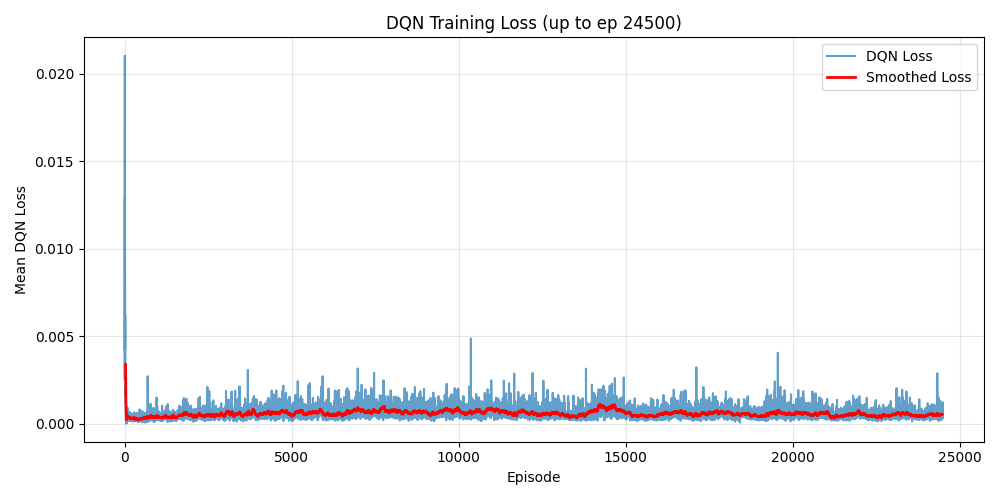 DQN Training Loss (up to ep 24500)
DQN Loss
Smoothed Loss
Mean DQN Loss
0.020
0.015
0.010
0.005
0.000
0
5000
10000
15000
20000
25000
Episode